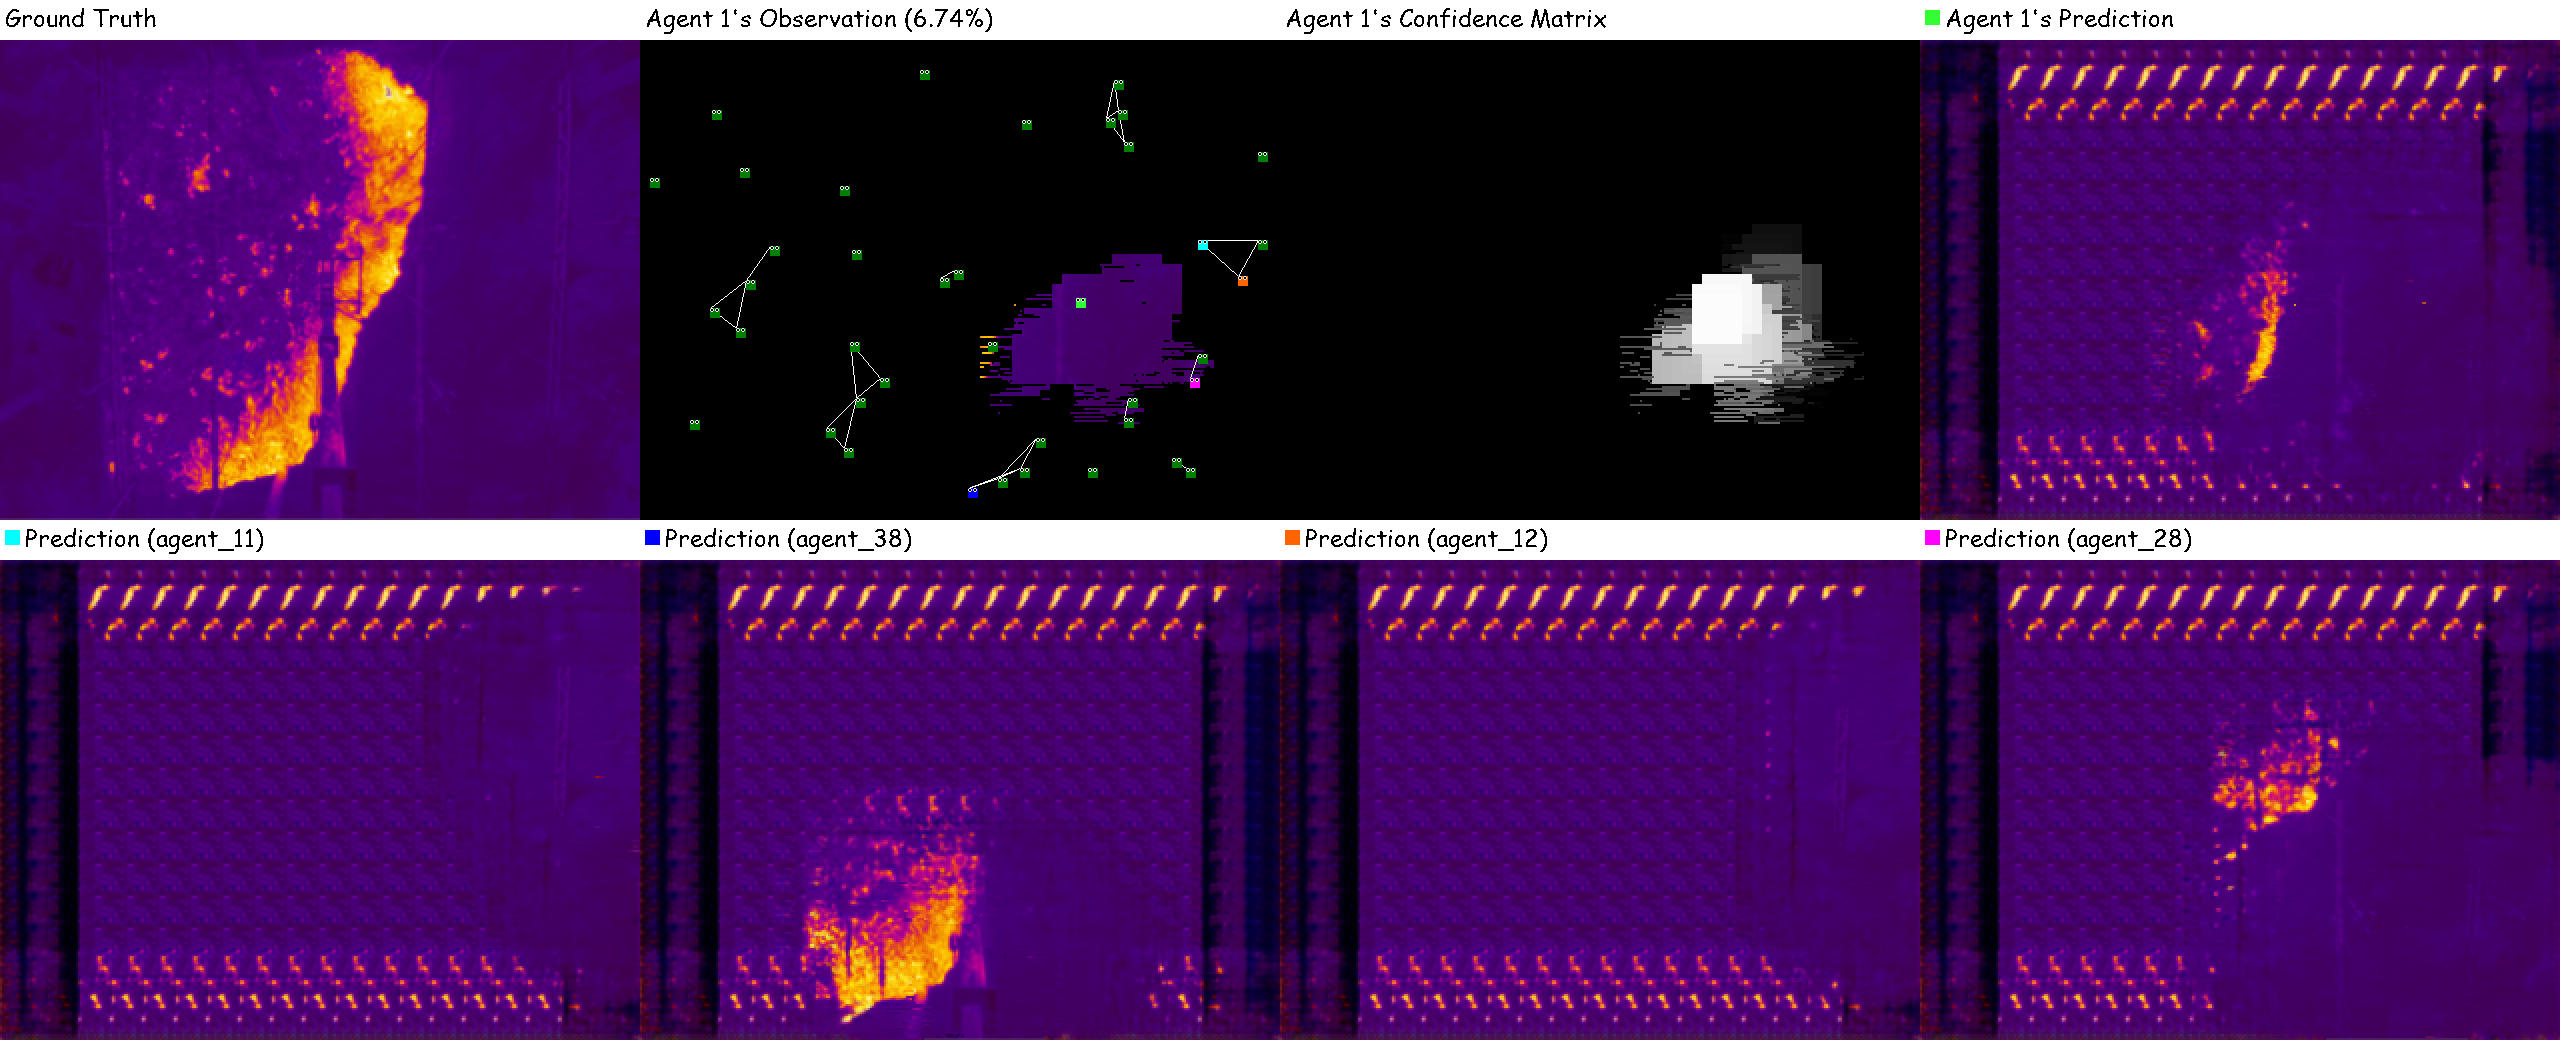 Ground Truth
Agent 1's Observation (6.74%)
Agent 1's Confidence Matrix
Agent 1's Prediction
Prediction (agent_11)
Prediction (agent_38)
Prediction (agent_12)
Prediction (agent_28)